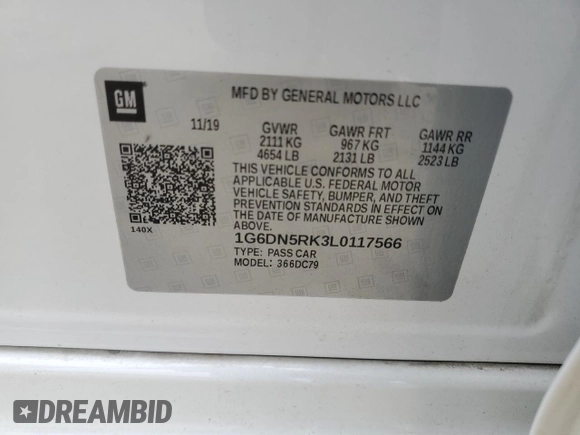 GM
MFD BY GENERAL MOTORS LLC
11/19 GVWR GAWR FRT GAWR RR
2111 KG 967 KG 1144 KG
4654 LB 2131 LB 2523 LB
THIS VEHICLE CONFORMS TO ALL
APPLICABLE U.S. FEDERAL MOTOR
VEHICLE SAFETY, BUMPER, AND THEFT
PREVENTION STANDARDS IN EFFECT ON
THE DATE OF MANUFACTURE SHOWN
ABOVE.
140X
1G6DN5RK3L0117566
TYPE: PASS CAR
MODEL: 366DC79
DREAMBID